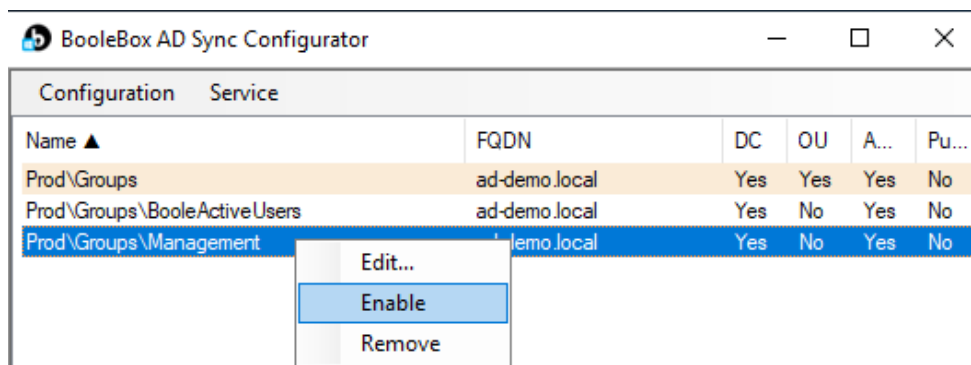 BooleBox AD Sync Configurator
Configuration Service
Name ▲ FQDN DC OU A... Pu...
Prod\Groups ad-demo.local Yes Yes Yes No
Prod\Groups\BooleActiveUsers ad-demo.local Yes No Yes No
Prod\Groups\Management demo.local Yes No Yes No
Edit...
Enable
Remove